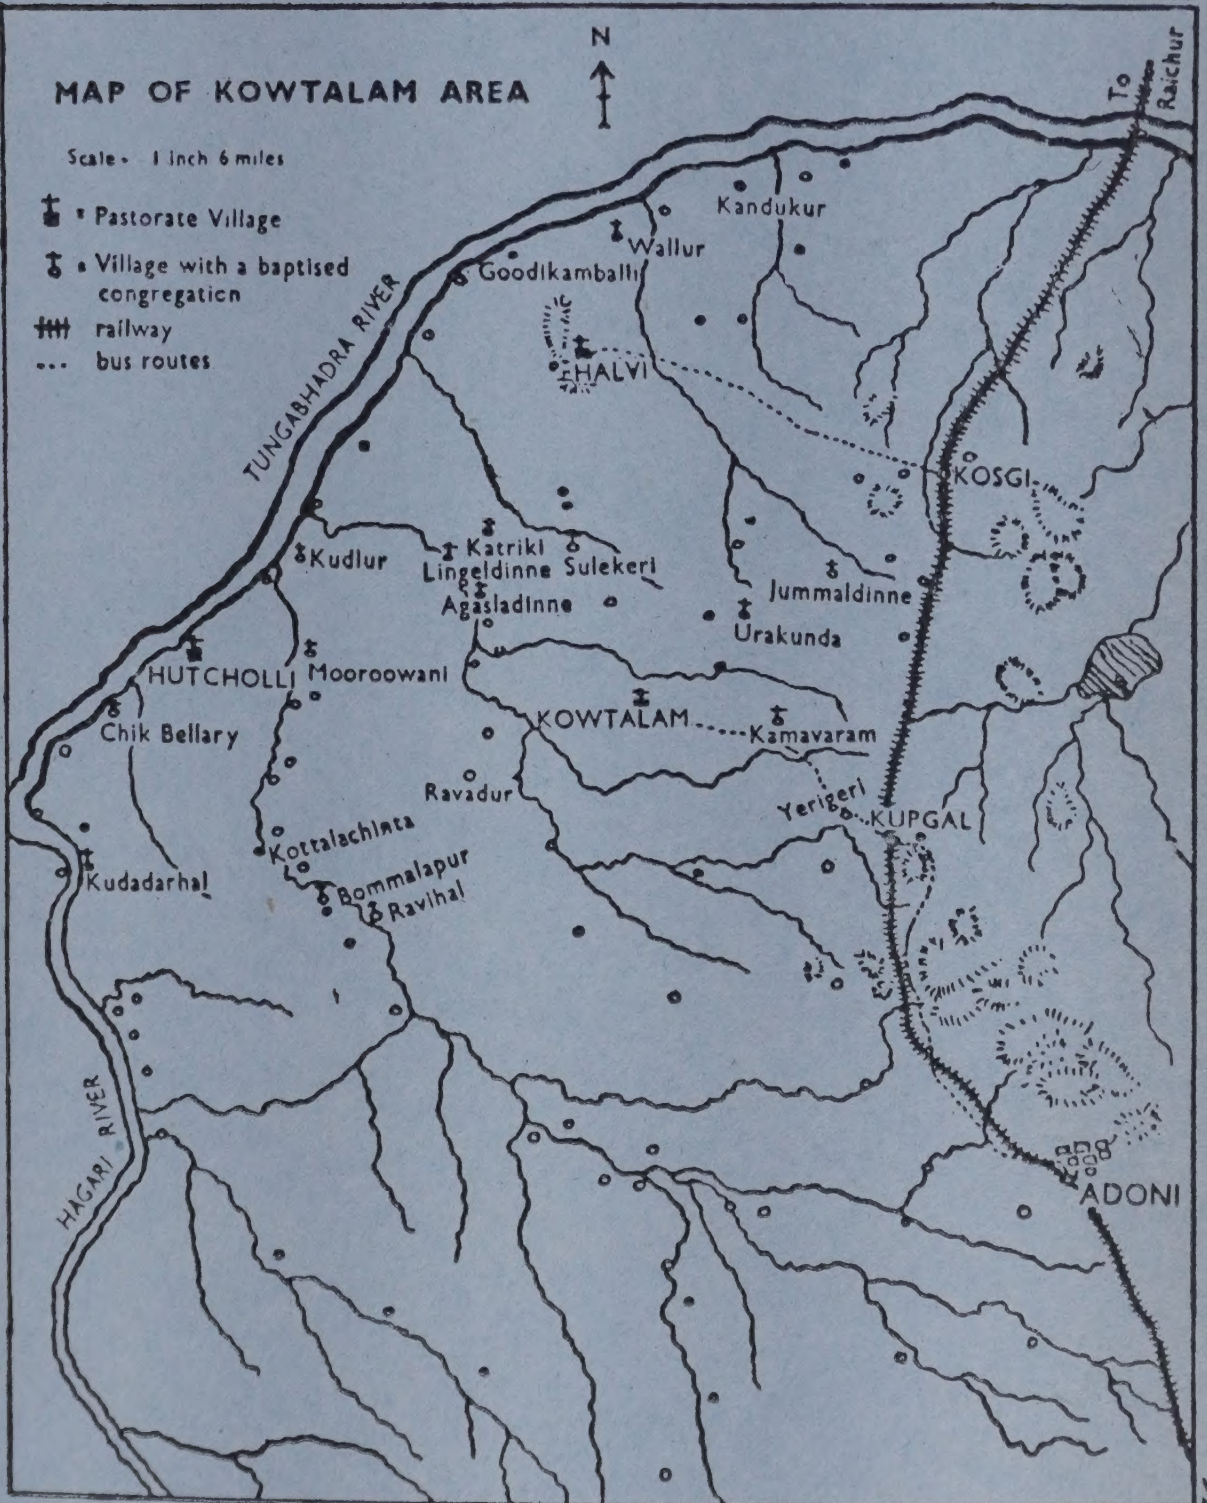 N
MAP OF KOWTALAM AREA
To
Raichur
Scale - 1 inch 6 miles
Pastorate Village
Village with a baptised
congregation
railway
bus routes
Kandukur
Wallur
Goodikamballi
TUNGABHADRA RIVER
HALVI
KOSGI
Katriki
Kudlur
Lingeldinne
Sulekeri
Jummaldinne
Agasladinne
Urakunda
HUTCHOLLI
Mooroowani
KOWTALAM
Chik Bellary
Kamavaram
Ravadur
Yerigeri
KUPGAL
Kottalachinta
Kudadarhal
Bommalapur
Ravihal
HAGARI RIVER
ADONI